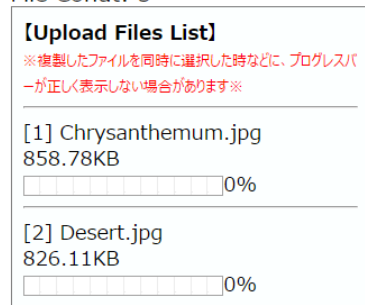 【Upload Files List】
※複製したファイルを同時に選択した時などに、プログレスバ
ーが正しく表示しない場合があります※
[1] Chrysanthemum.jpg
858.78KB
0%
[2] Desert.jpg
826.11KB
0%